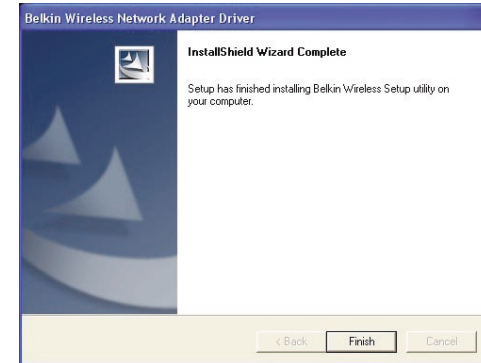 Belkin Wireless Network Adapter Driver
InstallShield Wizard Complete
Setup has finished installing Belkin Wireless Setup utility on
your computer.
< Back
Finish
Cancel